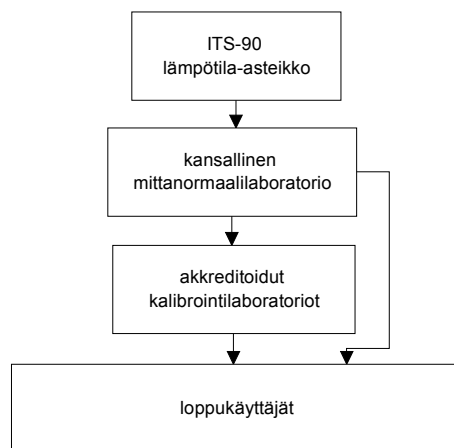 ITS-90
lämpötila-asteikko
kansallinen
mittanormaalilaboratorio
akkreditoidut
kalibrointilaboratoriot
loppukäyttäjät